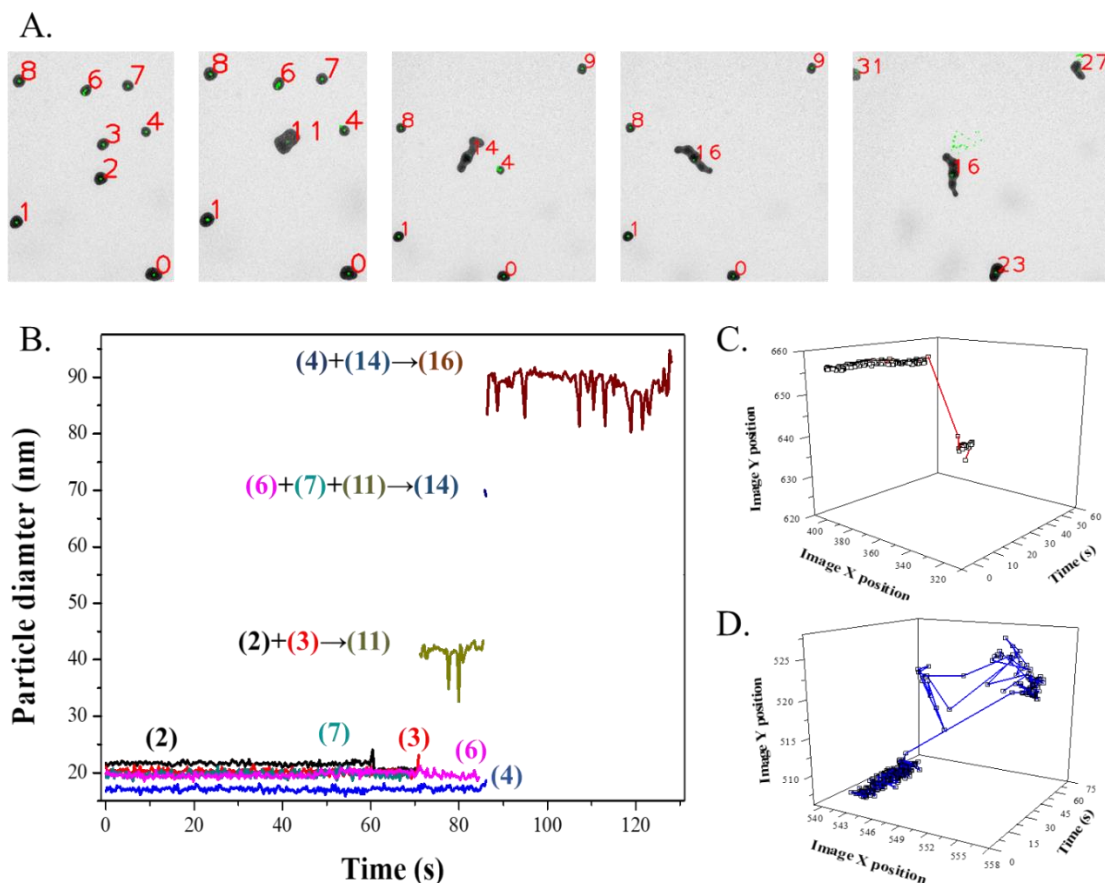 A.
8 6 7
3 4
2
1
0
8 6 7
11 4
1
0
9
8
14
4
1
0
9
8
16
1
0
31 27
16
23
B.
Particle diamter (nm)
90
80
70
60
50
40
30
20
(4)+(14)→(16)
(6)+(7)+(11)→(14)
(2)+(3)→(11)
(2) (7) (3) (6)
(4)
0 20 40 60 80 100 120
Time (s)
C.
Image Y position
660
650
640
630
620
400 380 360 340 320
Image X position
0 10 20 30 40 50 60
Time (s)
D.
Image Y position
525
520
515
510
540 543 546 549 552 555 558
Image X position
0 15 30 45 60 75
Time (s)